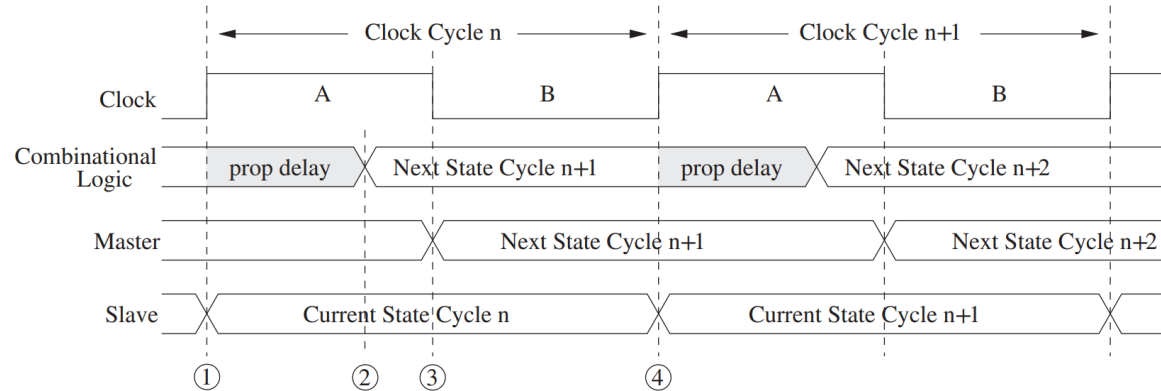 Clock Cycle n
Clock Cycle n+1
Clock
A
B
A
B
Combinational
Logic
prop delay
Next State Cycle n+1
prop delay
Next State Cycle n+2
Master
Next State Cycle n+1
Next State Cycle n+2
Slave
Current State Cycle n
Current State Cycle n+1
1
2
3
4